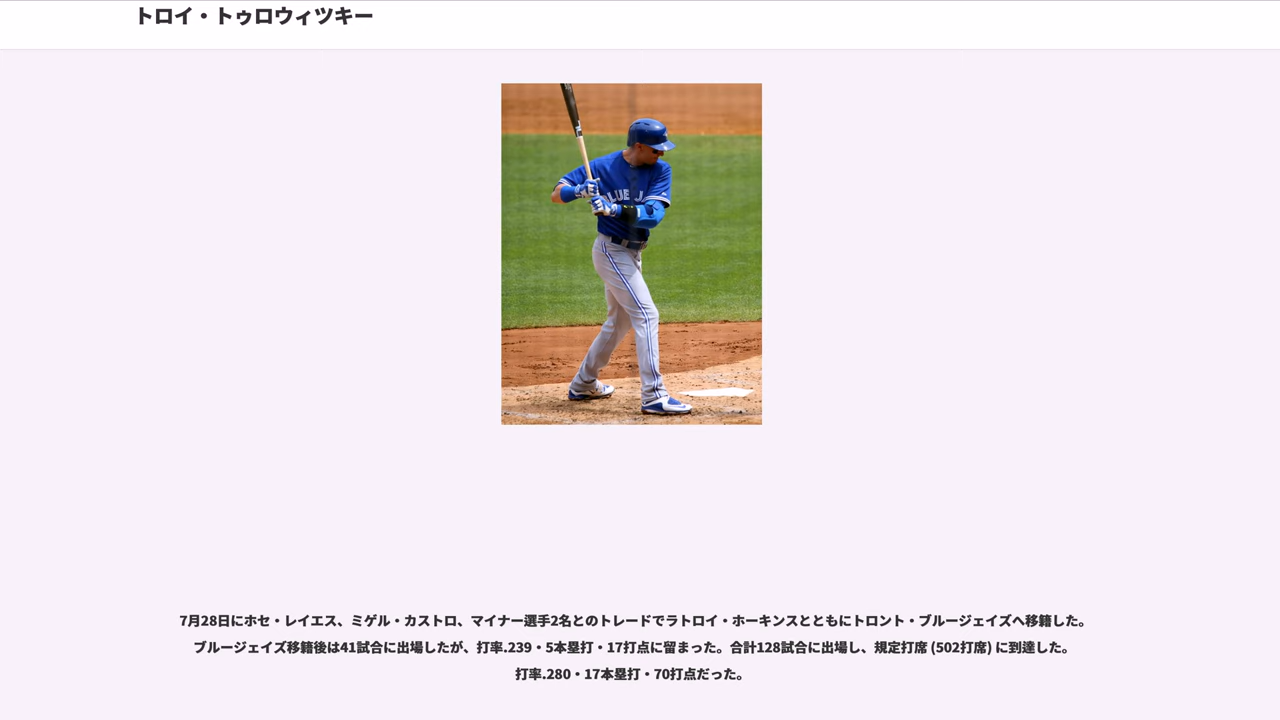 トロイ・トゥロウィツキー
BLUE J
7月28日にホセ・レイエス、ミゲル・カストロ、マイナー選手2名とのトレードでラトロイ・ホーキンスとともにトロント・ブルージェイズへ移籍した。
ブルージェイズ移籍後は41試合に出場したが、打率.239・5本塁打・17打点に留まった。合計128試合に出場し、規定打席 (502打席) に到達した。
打率.280・17本塁打・70打点だった。